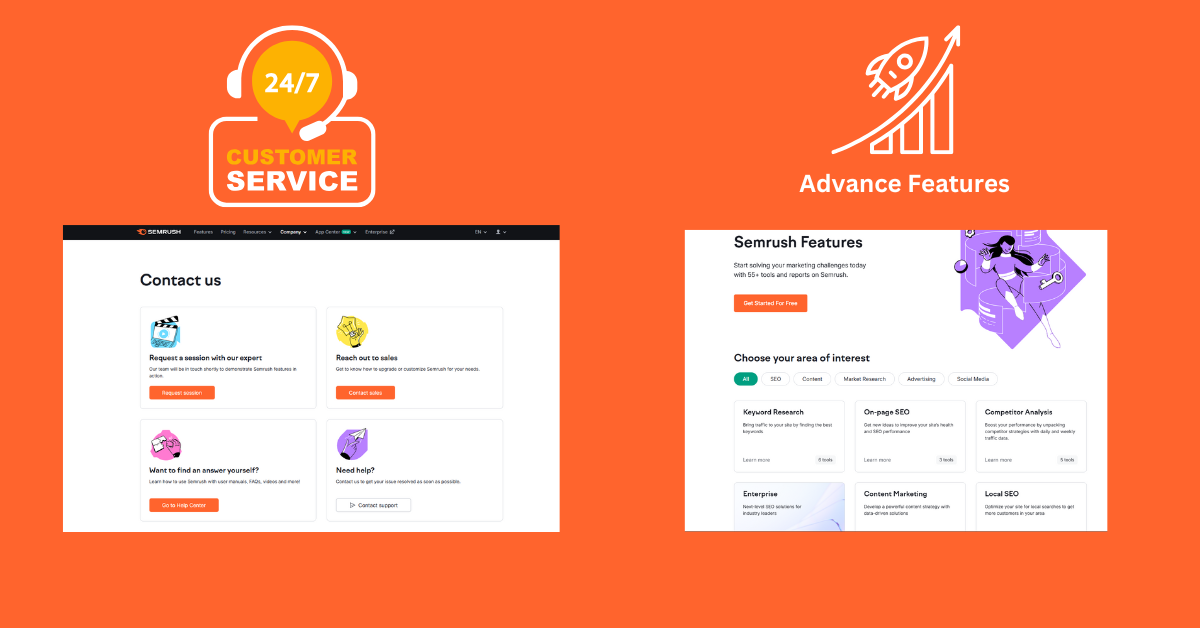 24/7
CUSTOMER
SERVICE
SEMRUSH Features Pricing Resources Company App Center new Enterprise EN
Contact us
Request a session with our expert
Our team will be in touch shortly to demonstrate Semrush features in
action.
Request session
Reach out to sales
Get to know how to upgrade or customize Semrush for your needs.
Contact sales
Want to find an answer yourself?
Learn how to use Semrush with user manuals, FAQs, videos and more!
Go to Help Center
Need help?
Contact us to get your issue resolved as soon as possible.
Contact support
Advance Features
Semrush Features
Start solving your marketing challenges today
with 55+ tools and reports on Semrush.
Get Started For Free
Choose your area of interest
All SEO Content Market Research Advertising Social Media
Keyword Research
Bring traffic to your site by finding the best
keywords
Learn more
On-page SEO
Get new ideas to improve your site's health
and SEO performance
Learn more 3 tools
Competitor Analysis
Boost your performance by unpacking
competitor strategies with daily and weekly
traffic data.
Learn more
Enterprise
Next-level SEO solutions for
industry leaders
Content Marketing
Develop a powerful content strategy with
data-driven solutions
Local SEO
Optimize your site for local searches to get
more customers in your area